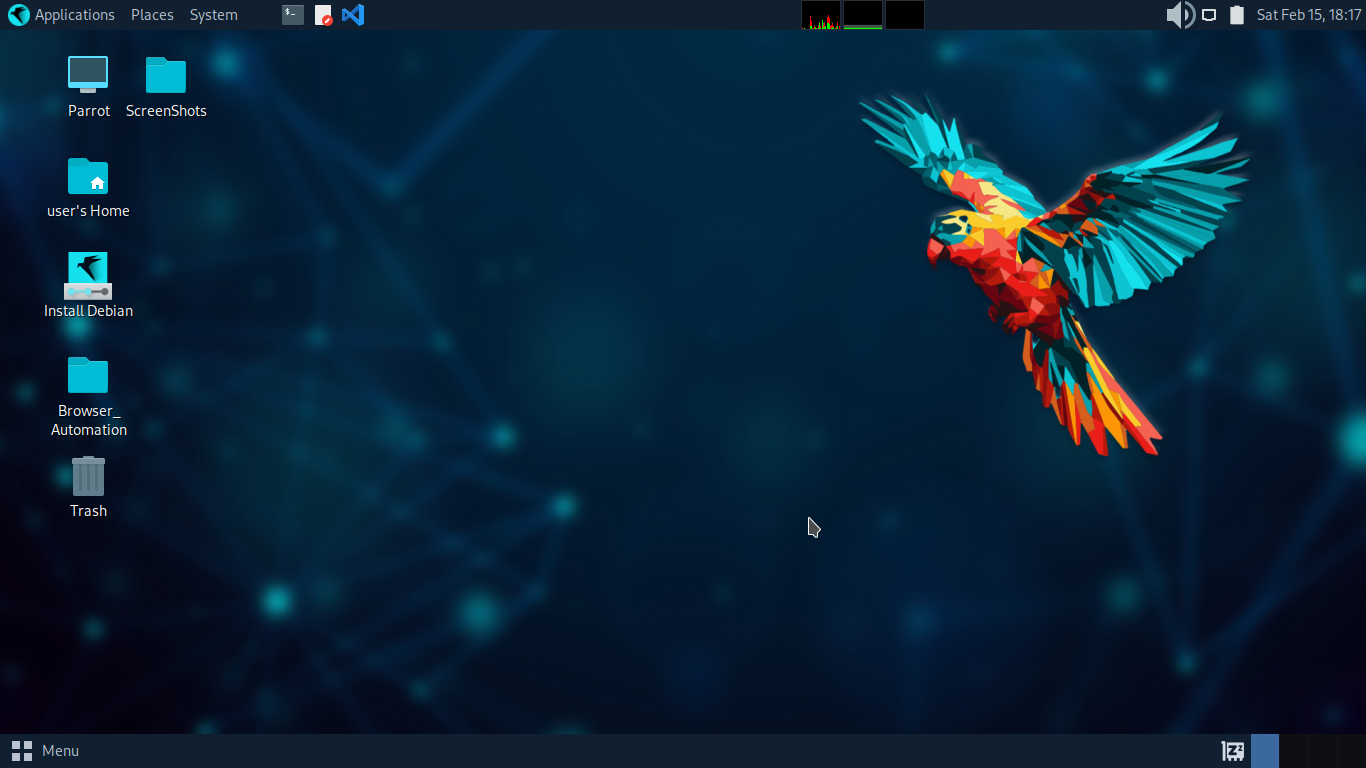 Applications Places System
Sat Feb 15, 18:17
Parrot
ScreenShots
user's Home
Install Debian
Browser_
Automation
Trash
Menu